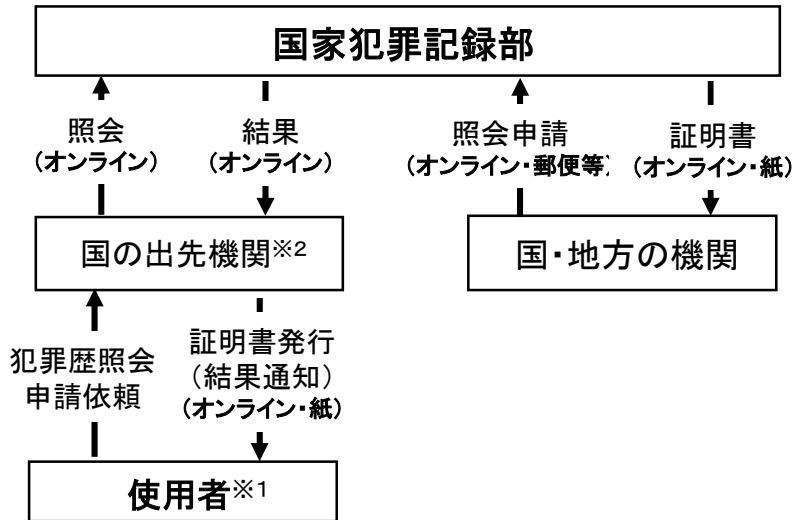 国家犯罪記録部
照会
(オンライン)
結果
(オンライン)
照会申請
(オンライン・郵便等)
証明書
(オンライン・紙)
国の出先機関※2
国・地方の機関
犯罪歴照会
申請依頼
証明書発行
（結果通知）
(オンライン・紙)
使用者※1